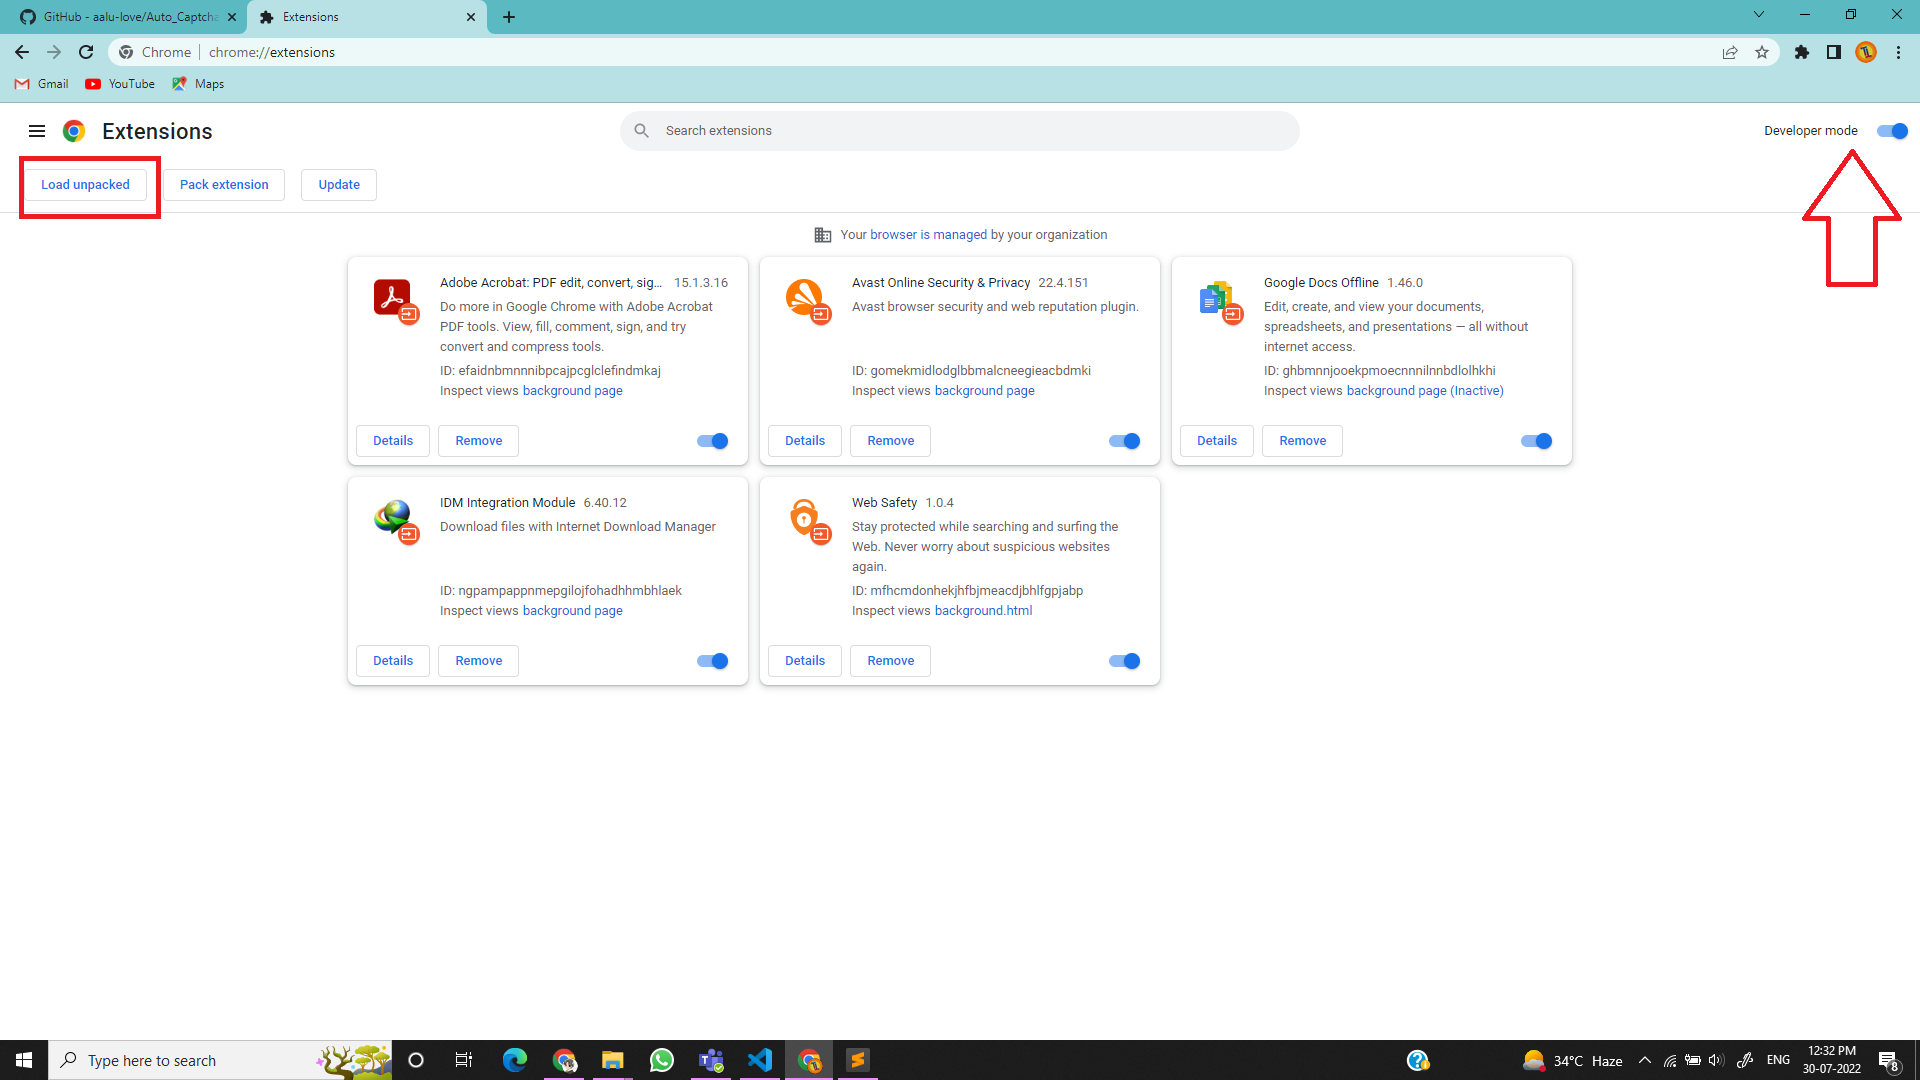 GitHub - aalu-love/Auto_Captcha
Extensions
Chrome
chrome://extensions
Gmail
YouTube
Maps
Extensions
Search extensions
Developer mode
Load unpacked
Pack extension
Update
Your browser is managed by your organization
Adobe Acrobat: PDF edit, convert, sig... 15.1.3.16
Do more in Google Chrome with Adobe Acrobat
PDF tools. View, fill, comment, sign, and try
convert and compress tools.
ID: efaidnbmnnnibpcajpcglclefindmkaj
Inspect views background page
Details
Remove
Avast Online Security & Privacy 22.4.151
Avast browser security and web reputation plugin.
ID: gomekmidlodglbbmalcneegieacbdmki
Inspect views background page
Details
Remove
Google Docs Offline 1.46.0
Edit, create, and view your documents,
spreadsheets, and presentations — all without
internet access.
ID: ghbmnnjooekpmoecnnnilnnbdlolhkhi
Inspect views background page (Inactive)
Details
Remove
IDM Integration Module 6.40.12
Download files with Internet Download Manager
ID: ngpampappnmepgilojfohadhhmbhlaek
Inspect views background page
Details
Remove
Web Safety 1.0.4
Stay protected while searching and surfing the
Web. Never worry about suspicious websites
again.
ID: mfhcmdonhekjhfbjmeacdjbhlfgpjabp
Inspect views background.html
Details
Remove
Type here to search
34°C Haze
ENG
12:32 PM
30-07-2022
8